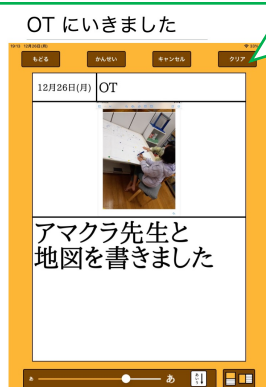 OT にいきました
もどる
かんせい
キャンセル
クリア
12月26日(月)
OT
アマクラ先生と
地図を書きました
あ
あ